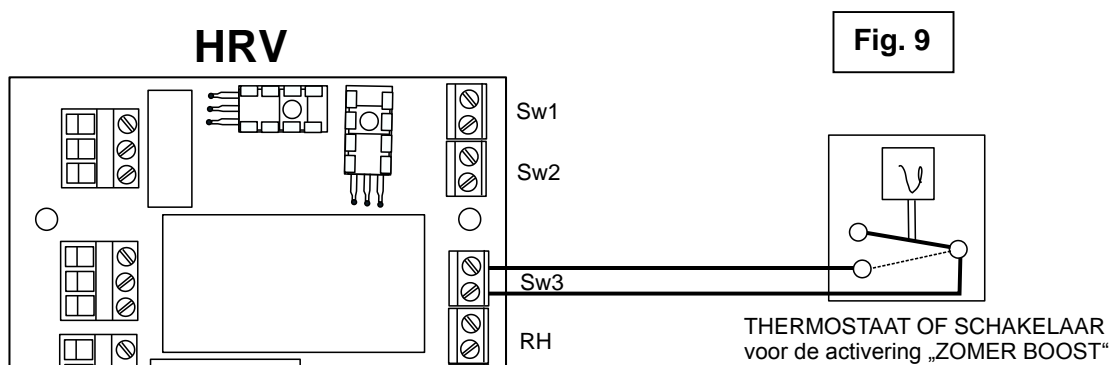 HRV
Fig. 9
Sw1
Sw2
Sw3
RH
THERMOSTAAT OF SCHAKELAAR
voor de activering „ZOMER BOOST“